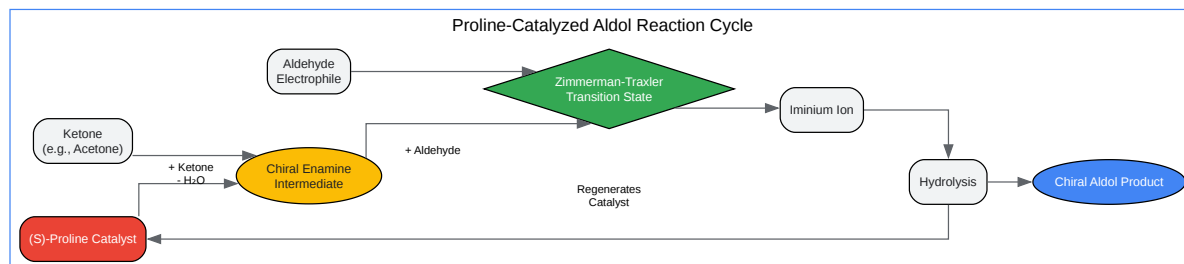 Proline-Catalyzed Aldol Reaction Cycle
Aldehyde
Electrophile
Zimmerman-Traxler
Transition State
Iminium Ion
Ketone
(e.g., Acetone)
+ Ketone
- H₂O
Chiral Enamine
Intermediate
+ Aldehyde
Regenerates
Catalyst
Hydrolysis
Chiral Aldol Product
(S)-Proline Catalyst